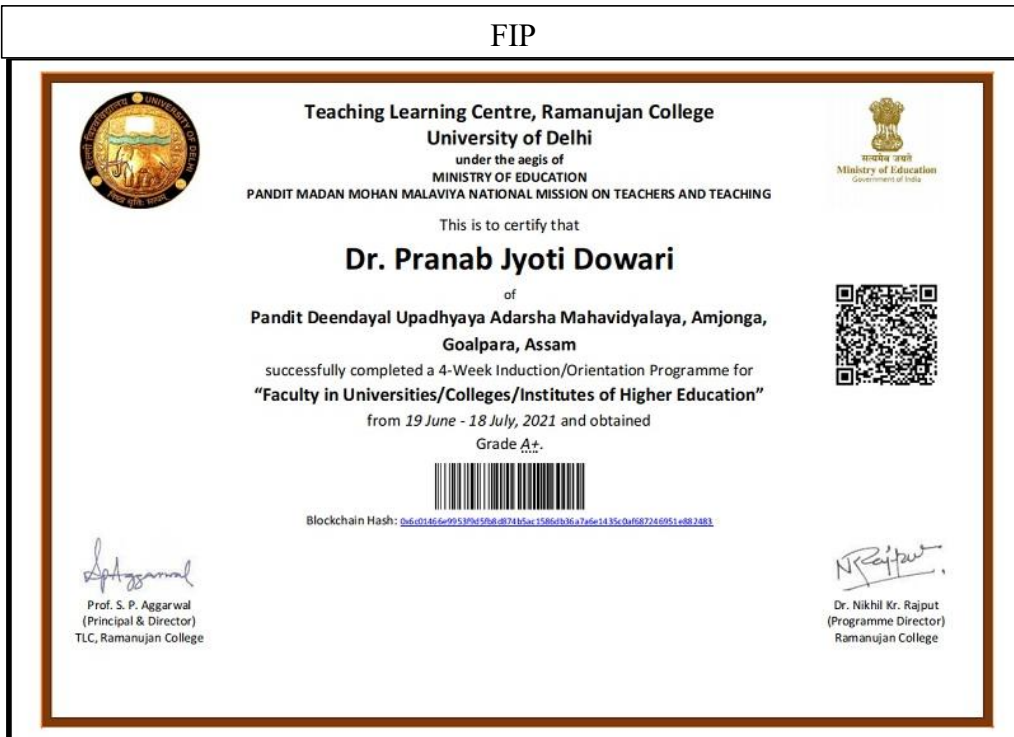 FIP
Teaching Learning Centre, Ramanujan College
University of Delhi
under the aegis of
MINISTRY OF EDUCATION
PANDIT MADAN MOHAN MALAVIYA NATIONAL MISSION ON TEACHERS AND TEACHING
सत्यमेव जयते
Ministry of Education
Government of India
This is to certify that
Dr. Pranab Jyoti Dowari
of
Pandit Deendayal Upadhyaya Adarsha Mahavidyalaya, Amjonga,
Goalpara, Assam
successfully completed a 4-Week Induction/Orientation Programme for
“Faculty in Universities/Colleges/Institutes of Higher Education”
from 19 June - 18 July, 2021 and obtained
Grade A+.
Blockchain Hash:
Prof. S. P. Aggarwal
(Principal & Director)
TLC, Ramanujan College
Dr. Nikhil Kr. Rajput
(Programme Director)
Ramanujan College